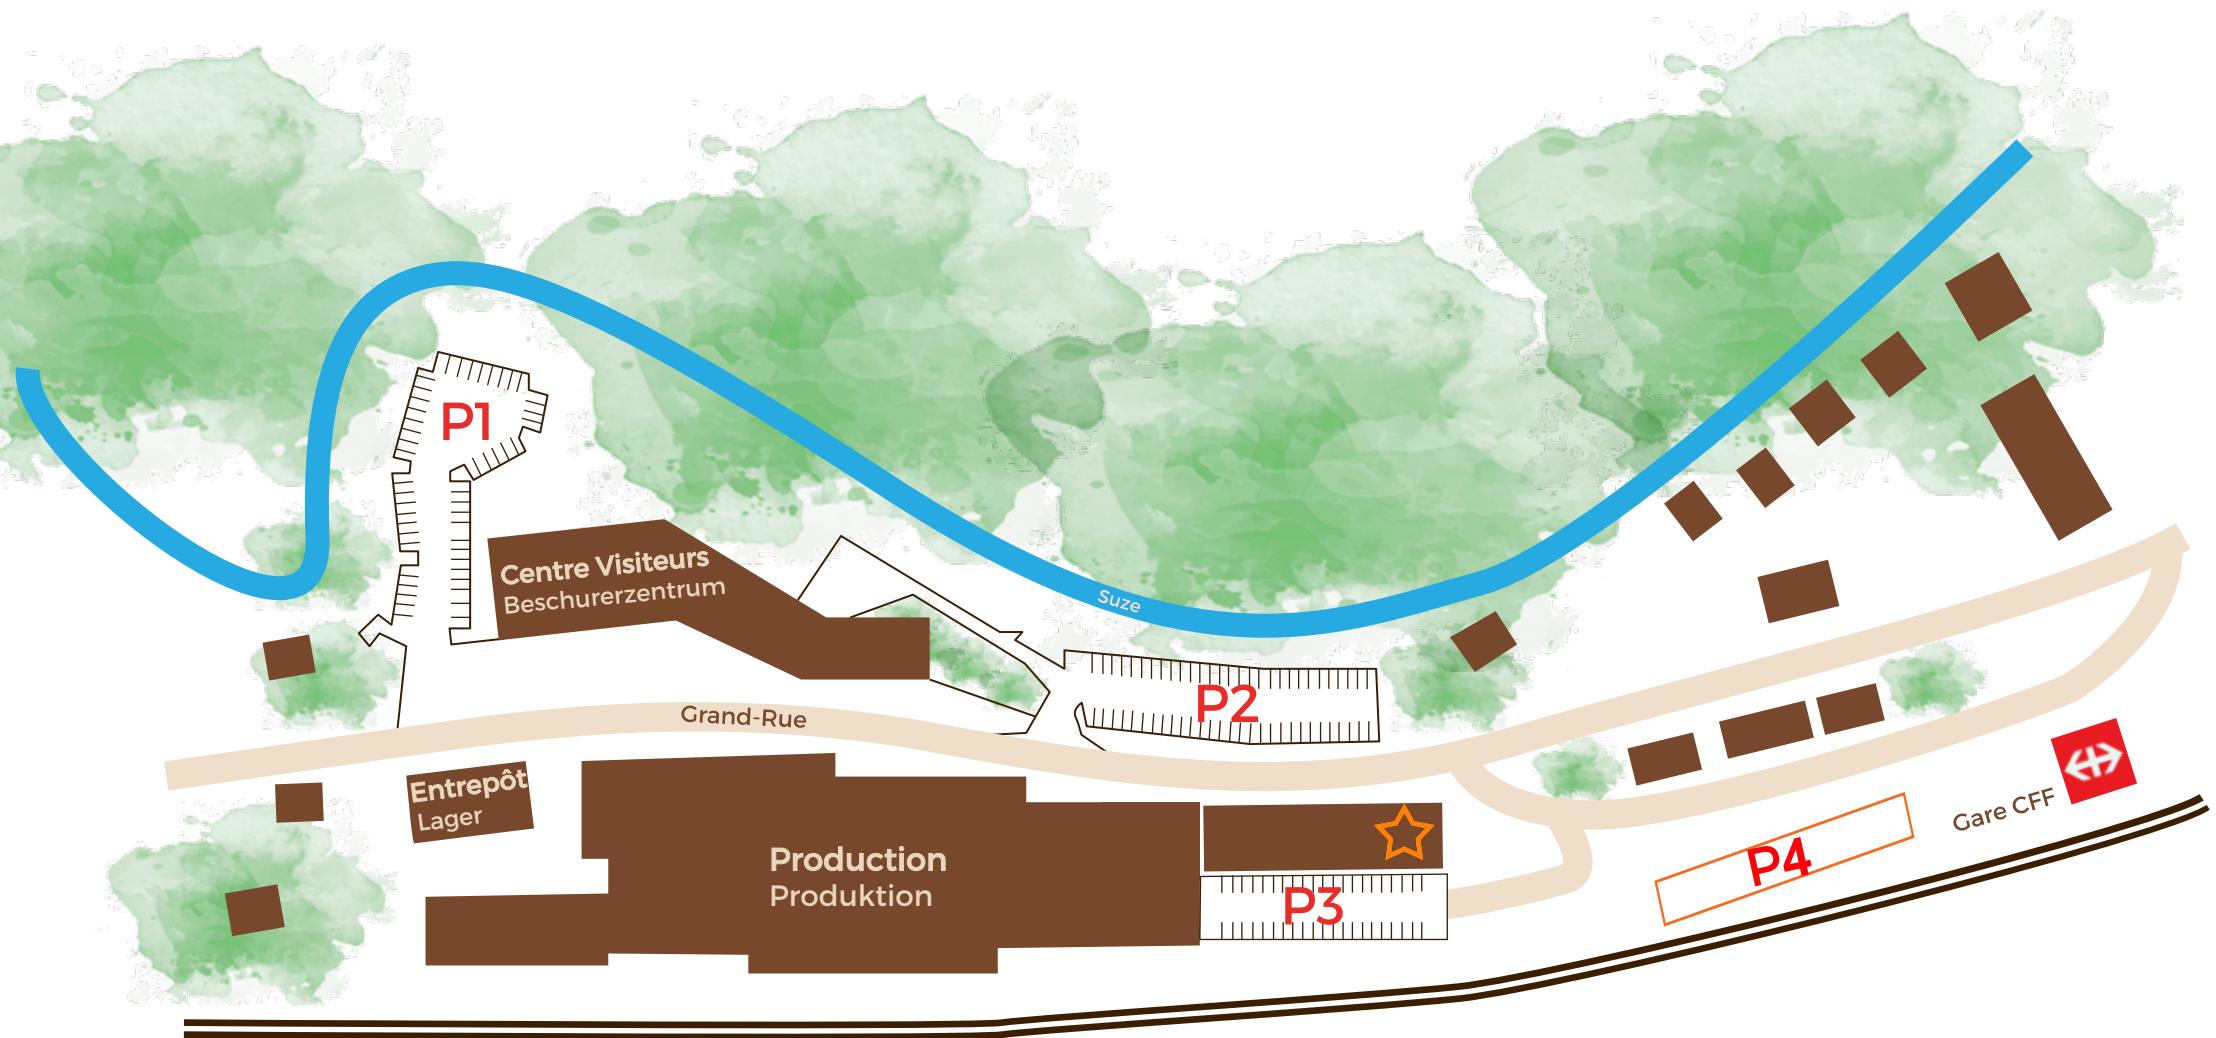 P1
Centre Visiteurs
Beschurerzentrum
Suze
P2
Grand-Rue
Entrepôt
Lager
Production
Produktion
P3
P4
Gare CFF